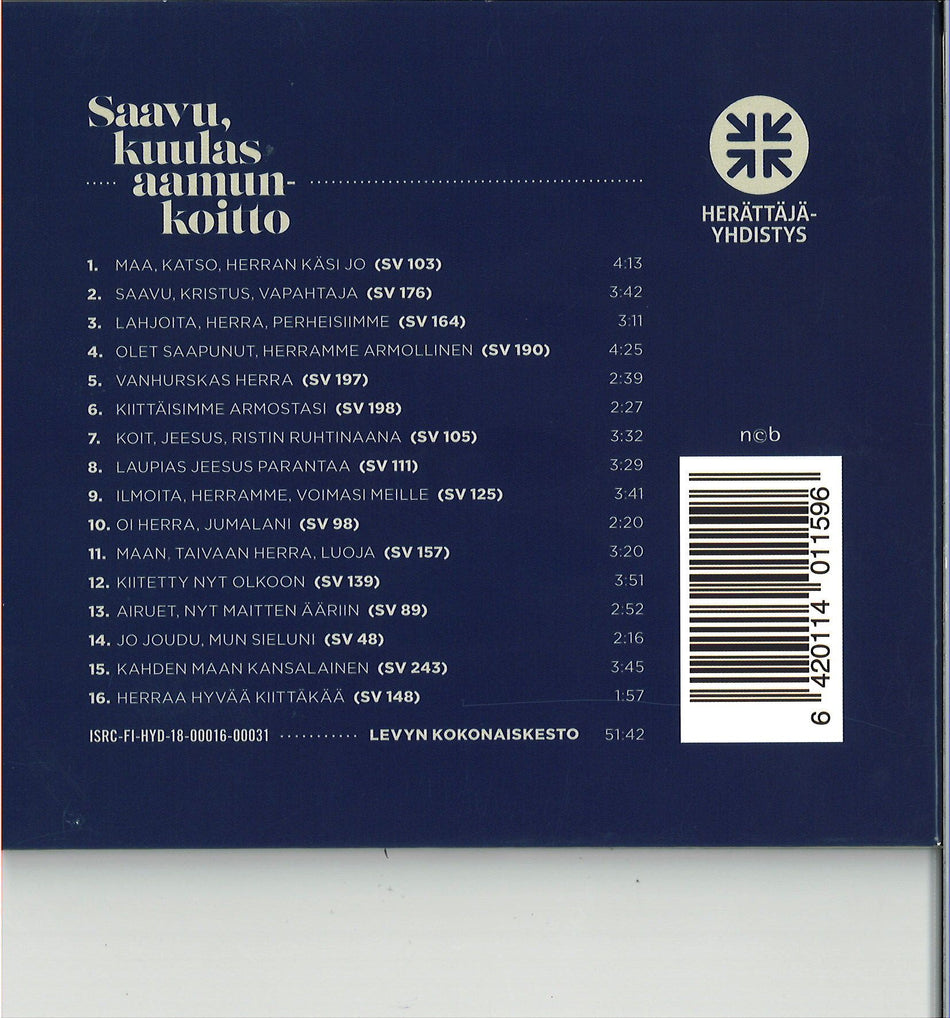 Saavu,
kuulas
aamun-
koitto
HERÄTTÄJÄ-
YHDISTYS
1. MAA, KATSO, HERRAN KÄSI JO (SV 103) 4:13
2. SAAVU, KRISTUS, VAPAHTAJA (SV 176) 3:42
3. LAHJOITA, HERRA, PERHEISIIMME (SV 164) 3:11
4. OLET SAAPUNUT, HERRAMME ARMOLLINEN (SV 190) 4:25
5. VANHURSKAS HERRA (SV 197) 2:39
6. KIITTÄISIMME ARMOSTASI (SV 198) 2:27
7. KOIT, JEESUS, RISTIN RUHTINAANA (SV 105) 3:32
8. LAUPIAS JEESUS PARANTAA (SV 111) 3:29
9. ILMOITA, HERRAMME, VOIMASI MEILLE (SV 125) 3:41
10. OI HERRA, JUMALANI (SV 98) 2:20
11. MAAN, TAIVAAN HERRA, LUOJA (SV 157) 3:20
12. KIITETTY NYT OLKOON (SV 139) 3:51
13. AIRUET, NYT MAITTEN ÄÄRIIN (SV 89) 2:52
14. JO JOUDU, MUN SIELUNI (SV 48) 2:16
15. KAHDEN MAAN KANSALAINEN (SV 243) 3:45
16. HERRAA HYVÄÄ KIITTÄKÄÄ (SV 148) 1:57
ISRC-FI-HYD-18-00016-00031 ........... LEVYN KOKONAISKESTO 51:42
n©b
6 420114 011596